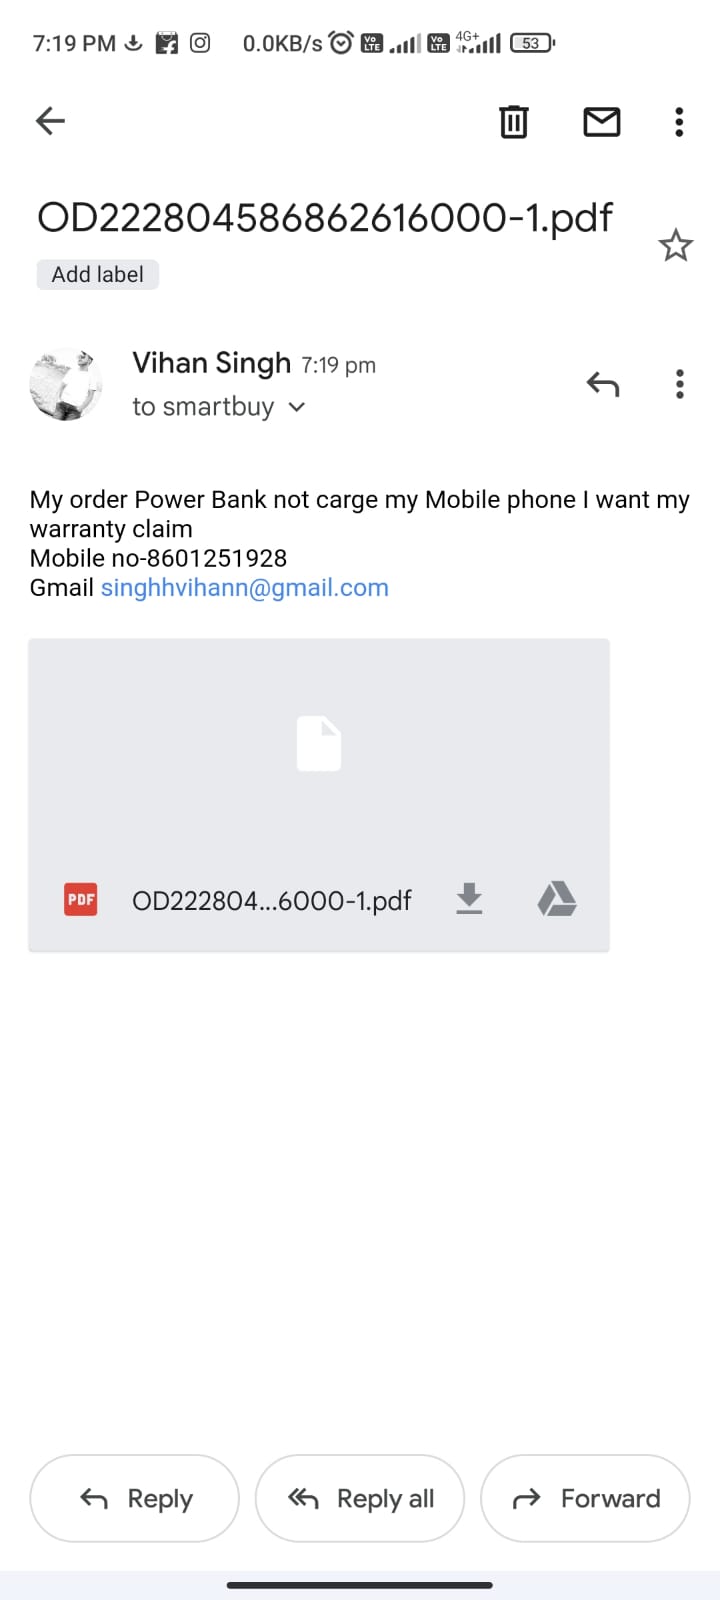 7:19 PM 0.0KB/s Vo LTE Vo LTE 4G+ 53
OD222804586862616000-1.pdf
Add label
Vihan Singh 7:19 pm
to smartbuy
My order Power Bank not carge my Mobile phone I want my
warranty claim
Mobile no-8601251928
Gmail singhhvihann@gmail.com
PDF OD222804...6000-1.pdf
Reply Reply all Forward